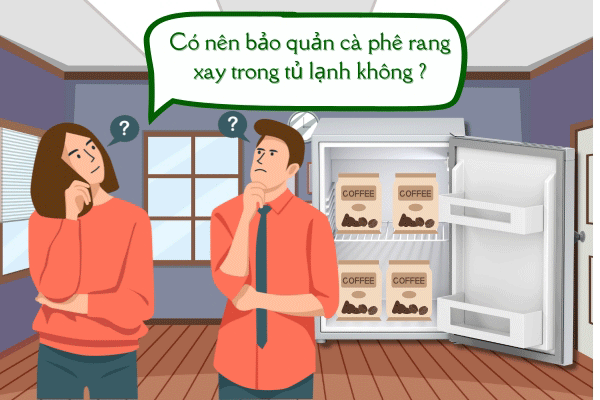 Có nên bảo quản cà phê rang
xay trong tủ lạnh không ?
?
?
COFFEE
COFFEE
COFFEE
COFFEE